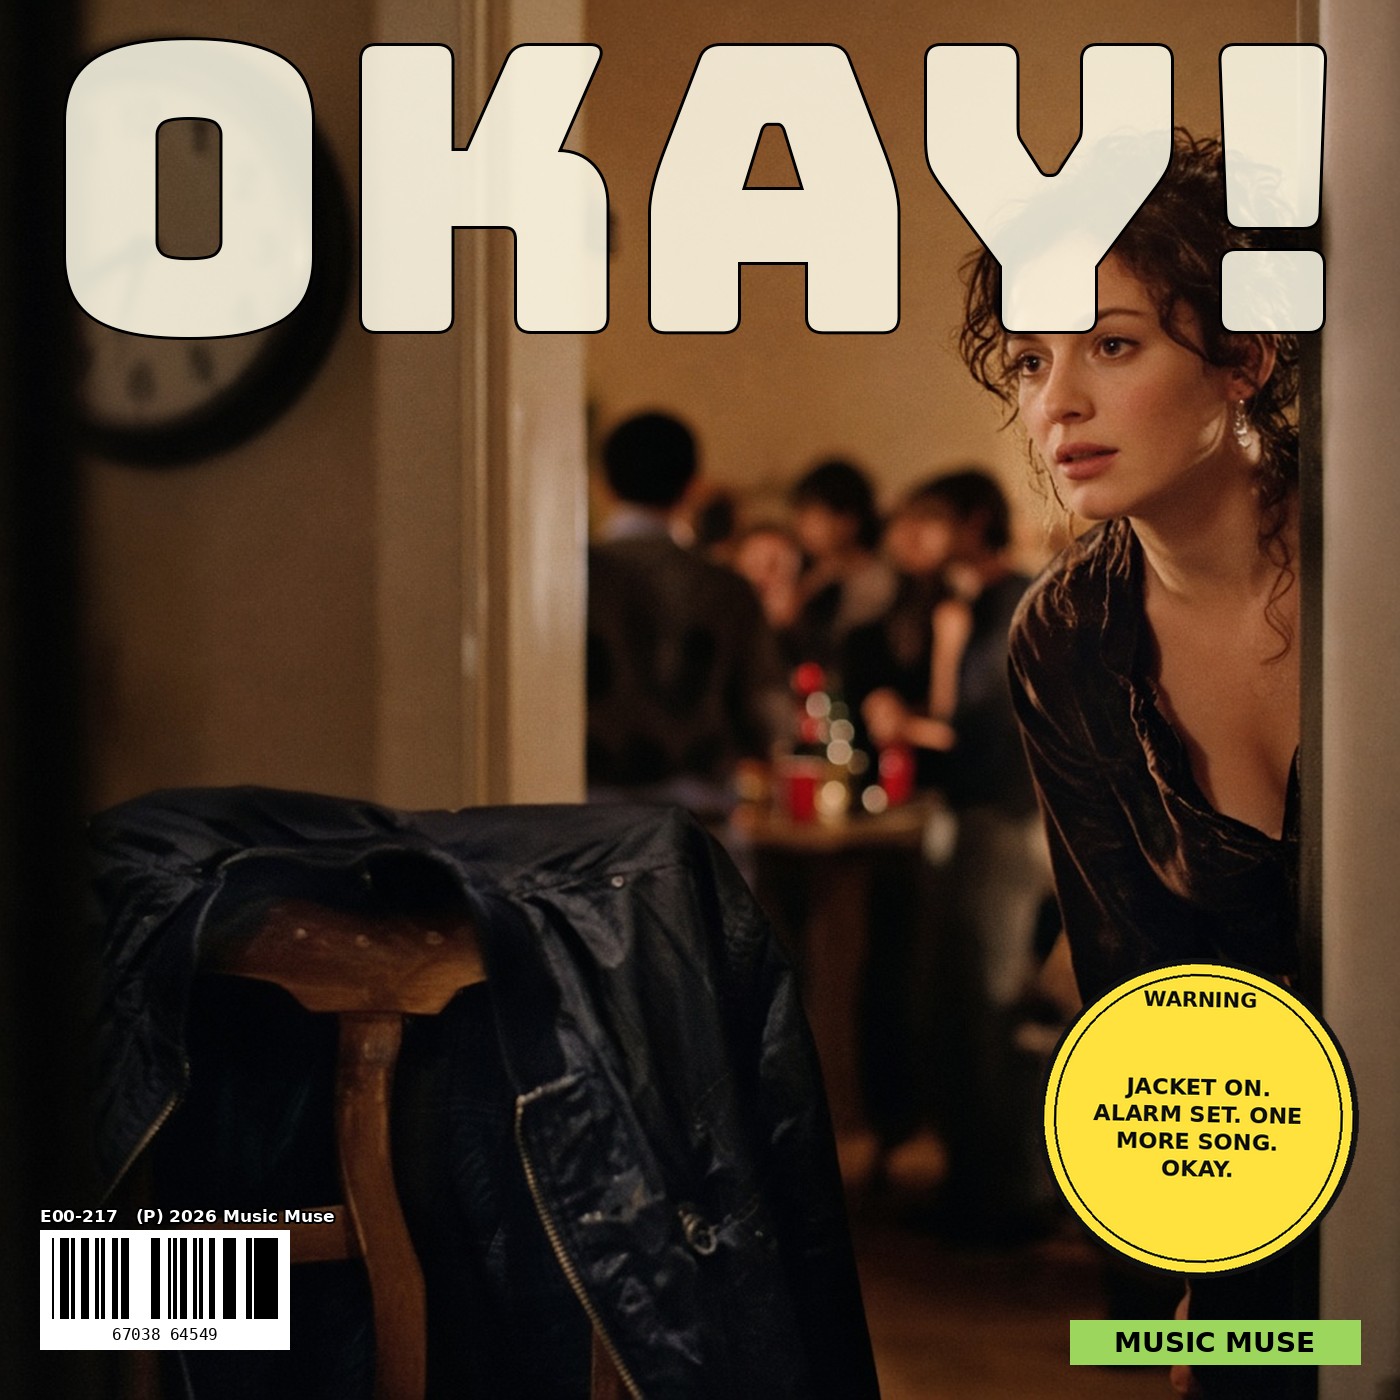 OKAY!
WARNING
JACKET ON.
ALARM SET. ONE
MORE SONG.
OKAY.
E00-217 (P) 2026 Music Muse
67038 64549
MUSIC MUSE